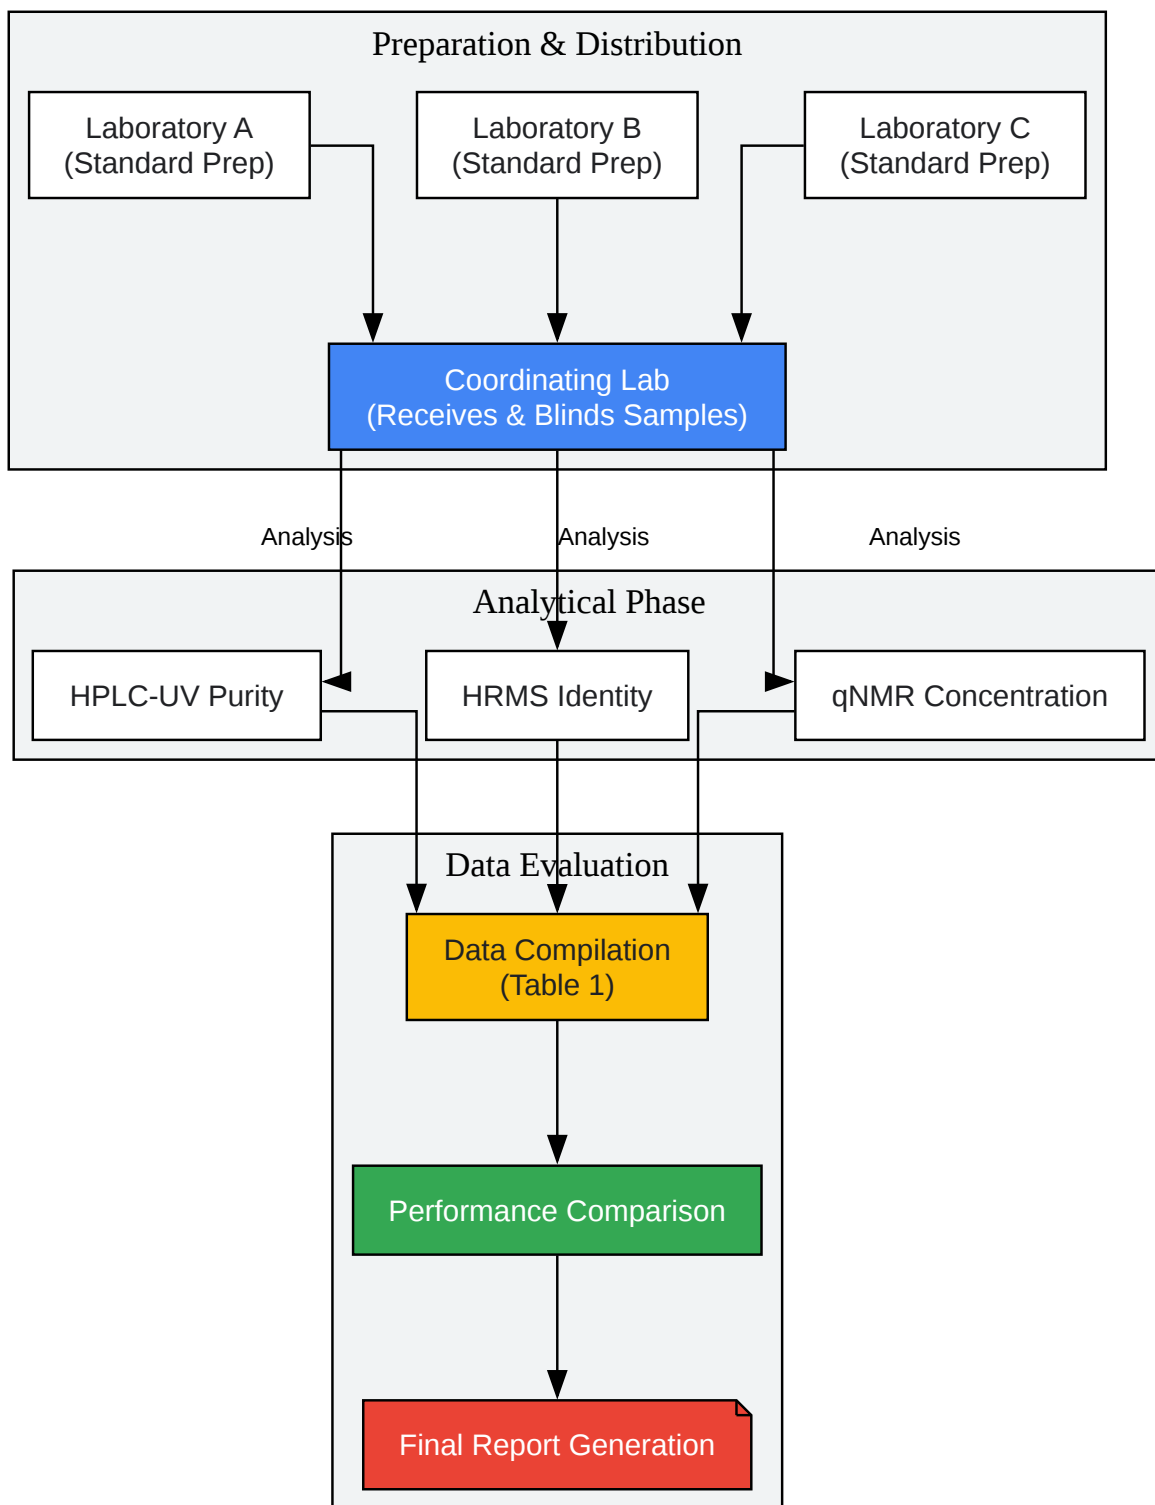 Preparation & Distribution
Laboratory A
(Standard Prep)
Laboratory B
(Standard Prep)
Laboratory C
(Standard Prep)
Coordinating Lab
(Receives & Blinds Samples)
Analysis
Analysis
Analysis
Analytical Phase
HPLC-UV Purity
HRMS Identity
qNMR Concentration
Data Evaluation
Data Compilation
(Table 1)
Performance Comparison
Final Report Generation